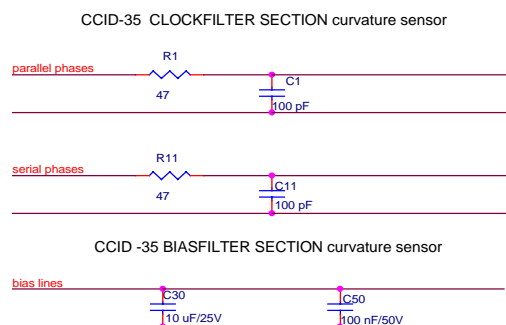 CCID-35 CLOCKFILTER SECTION curvature sensor
R1
parallel phases
C1
47
100 pF
R11
serial phases
C11
47
100 pF
CCID -35 BIASFILTER SECTION curvature sensor
bias lines
C30
C50
10 uF/25V
100 nF/50V